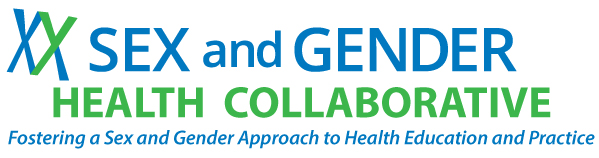 SEX and GENDER
HEALTH COLLABORATIVE
Fostering a Sex and Gender Approach to Health Education and Practice